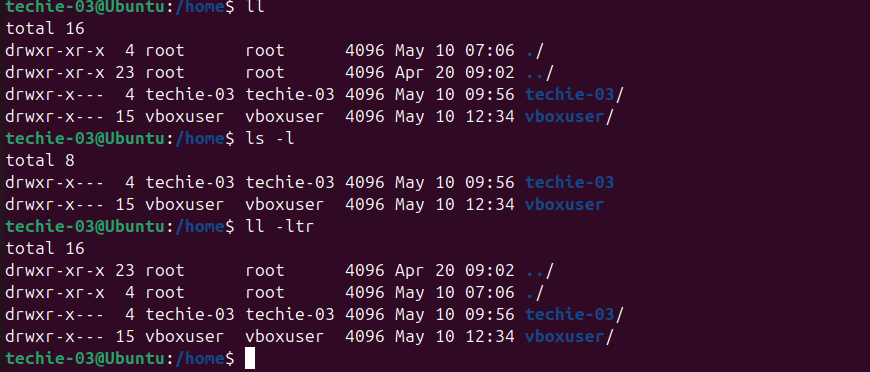 techie-03@Ubuntu:/home$ ll
total 16
drwxr-xr-x  4 root     root     4096 May 10 07:06 ./
drwxr-xr-x 23 root     root     4096 Apr 20 09:02 ../
drwxr-x---  4 techie-03 techie-03 4096 May 10 09:56 techie-03/
drwxr-x--- 15 vboxuser  vboxuser  4096 May 10 12:34 vboxuser/
techie-03@Ubuntu:/home$ ls -l
total 8
drwxr-x---  4 techie-03 techie-03 4096 May 10 09:56 techie-03
drwxr-x--- 15 vboxuser  vboxuser  4096 May 10 12:34 vboxuser
techie-03@Ubuntu:/home$ ll -ltr
total 16
drwxr-xr-x 23 root      root      4096 Apr 20 09:02 ../
drwxr-xr-x  4 root      root      4096 May 10 07:06 ./
drwxr-x---  4 techie-03 techie-03 4096 May 10 09:56 techie-03/
drwxr-x--- 15 vboxuser  vboxuser  4096 May 10 12:34 vboxuser/
techie-03@Ubuntu:/home$